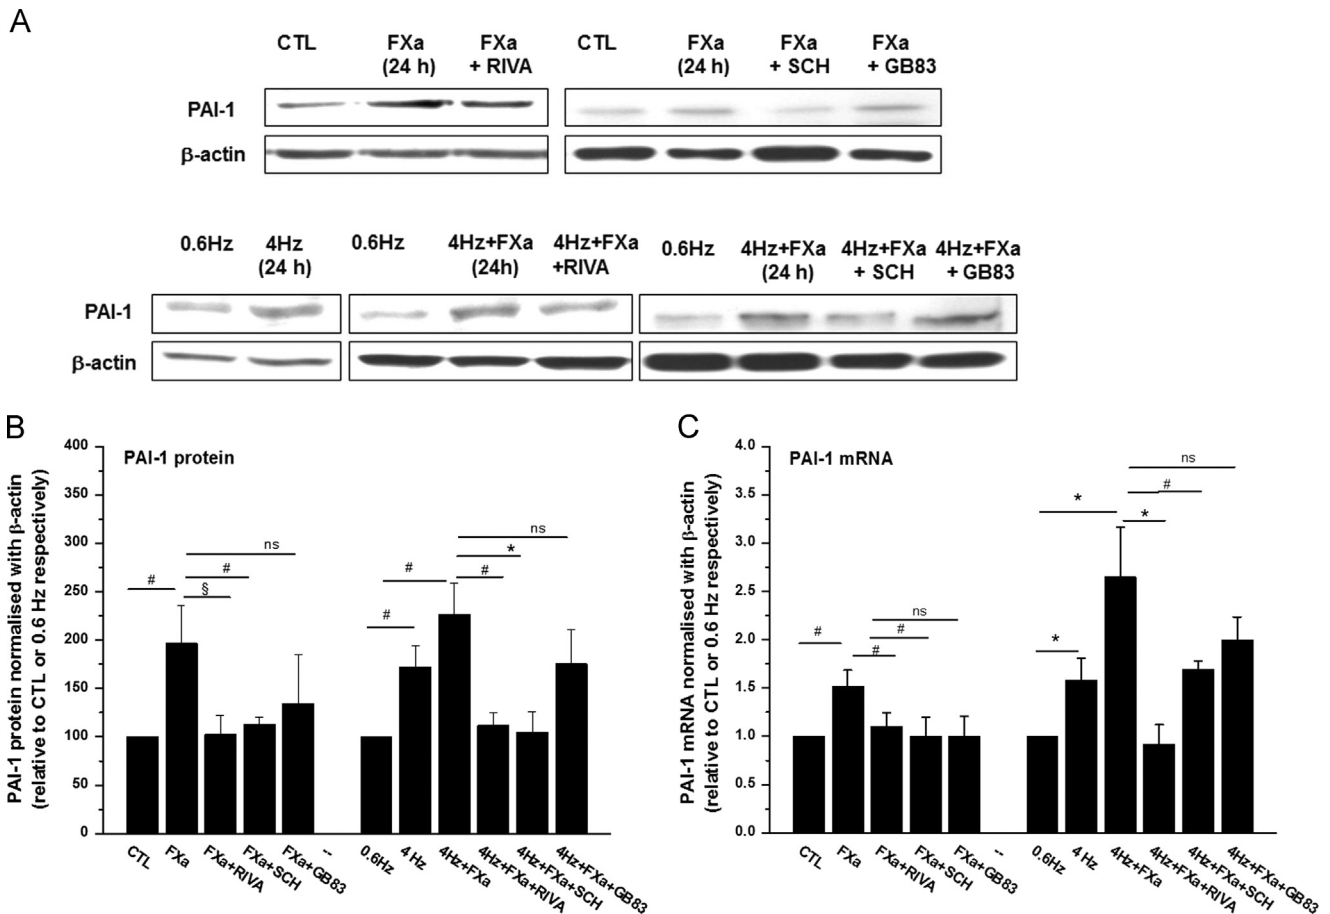 A
CTL FXa FXa CTL FXa FXa FXa
(24 h) + RIVA (24 h) + SCH + GB83
PAI-1
β-actin
0.6Hz 4Hz 0.6Hz 4Hz+FXa 4Hz+FXa 0.6Hz 4Hz+FXa 4Hz+FXa 4Hz+FXa
(24 h) (24h) +RIVA (24 h) + SCH + GB83
PAI-1
β-actin
B
PAI-1 protein normalised with β-actin
(relative to CTL or 0.6 Hz respectively)
400
350
300
250
200
150
100
50
0
PAI-1 protein
#
§
#
ns
#
#
#
*
ns
CTL
FXa
FXa+RIVA
FXa+SCH
FXa+GB83
--
0.6Hz
4 Hz
4Hz+FXa
4Hz+FXa+RIVA
4Hz+FXa+SCH
4Hz+FXa+GB83
C
PAI-1 mRNA normalised with β-actin
(relative to CTL or 0.6 Hz respectively)
4.0
3.5
3.0
2.5
2.0
1.5
1.0
0.5
0.0
PAI-1 mRNA
#
#
#
ns
*
*
*
#
ns
CTL
FXa
FXa+RIVA
FXa+SCH
FXa+GB83
--
0.6Hz
4 Hz
4Hz+FXa
4Hz+FXa+RIVA
4Hz+FXa+SCH
4Hz+FXa+GB83